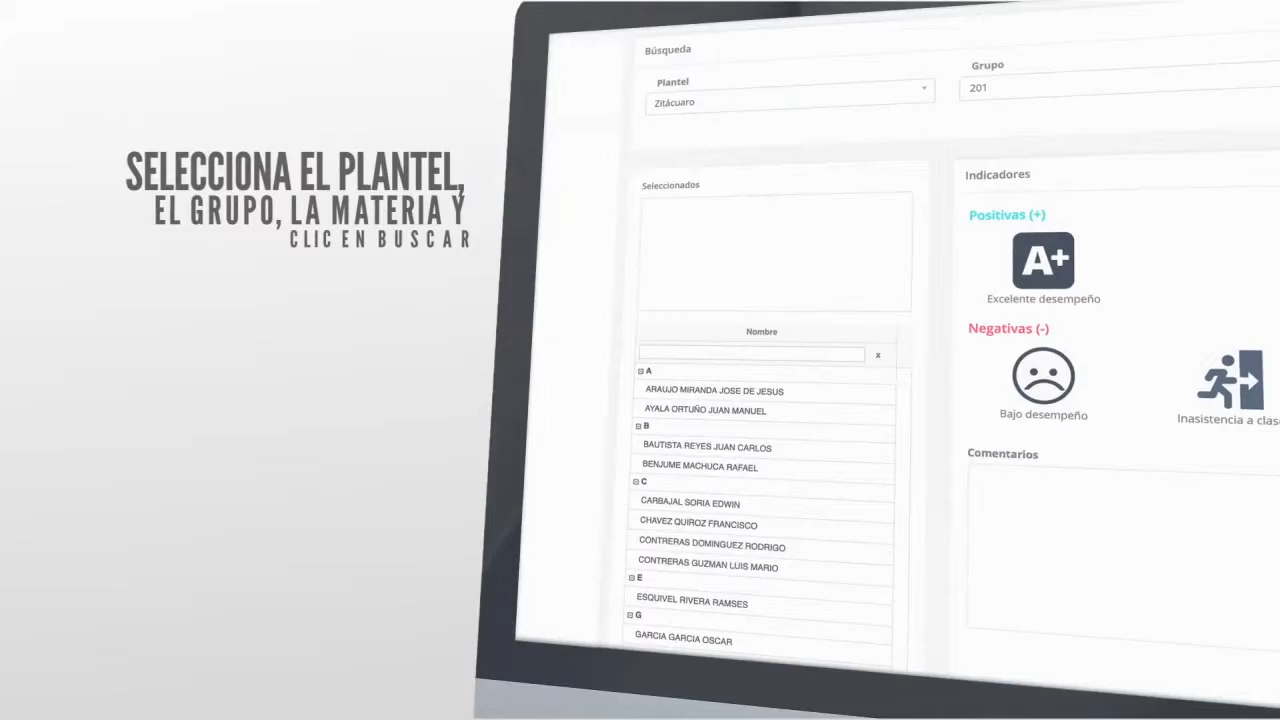 SELECCIONA EL PLANTEL,
EL GRUPO, LA MATERIA Y
CLIC EN BUSCAR
Búsqueda
Plantel
Zitácuaro
Grupo
201
Seleccionados
Nombre
x
A
ARAUJO MIRANDA JOSE DE JESUS
AYALA ORTUÑO JUAN MANUEL
B
BAUTISTA REYES JUAN CARLOS
BENJUME MACHUCA RAFAEL
C
CARBAJAL SORIA EDWIN
CHAVEZ QUIROZ FRANCISCO
CONTRERAS DOMINGUEZ RODRIGO
CONTRERAS GUZMAN LUIS MARIO
E
ESQUIVEL RIVERA RAMSES
G
GARCIA GARCIA OSCAR
Indicadores
Positivas (+)
A+
Excelente desempeño
Negativas (-)
Bajo desempeño
Inasistencia a clase
Comentarios